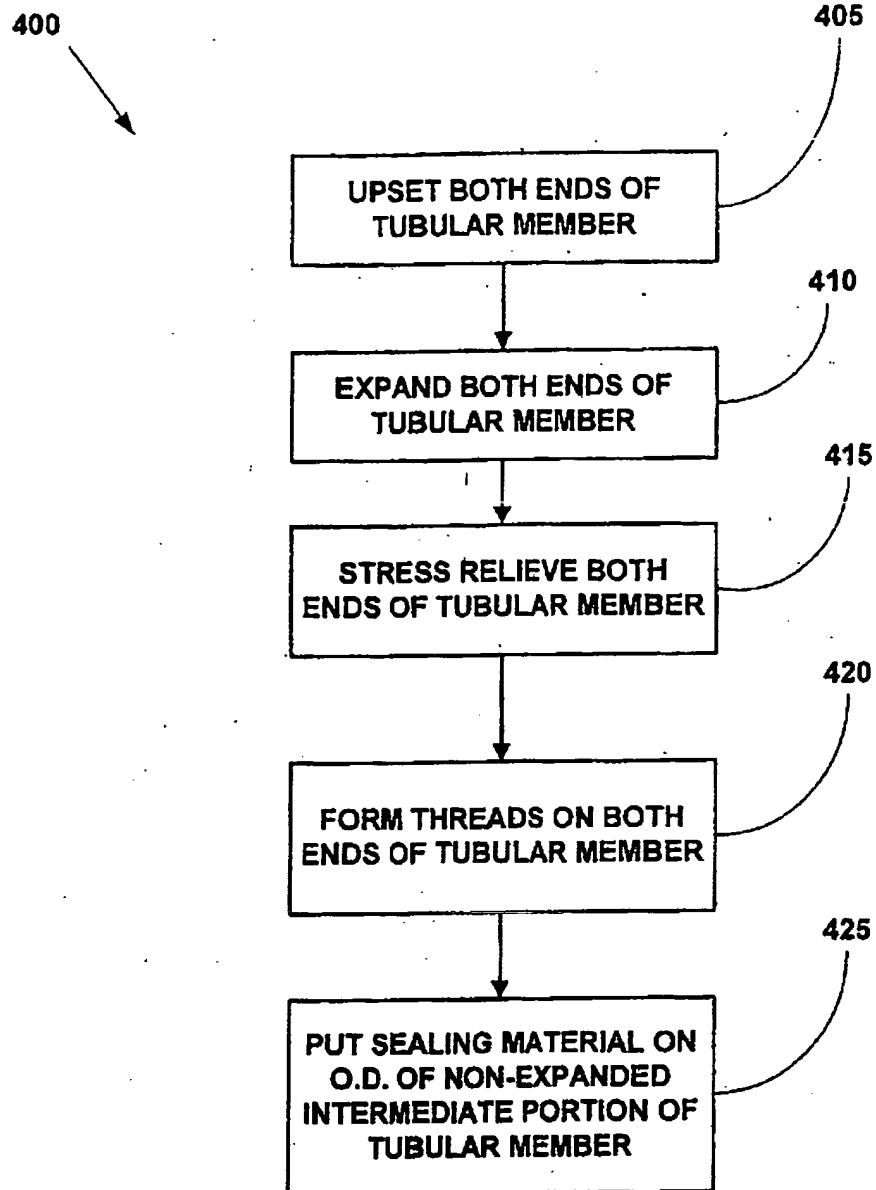 400
405
UPSET BOTH ENDS OF
TUBULAR MEMBER
410
EXPAND BOTH ENDS OF
TUBULAR MEMBER
415
STRESS RELIEVE BOTH
ENDS OF TUBULAR MEMBER
420
FORM THREADS ON BOTH
ENDS OF TUBULAR MEMBER
425
PUT SEALING MATERIAL ON
O.D. OF NON-EXPANDED
INTERMEDIATE PORTION OF
TUBULAR MEMBER